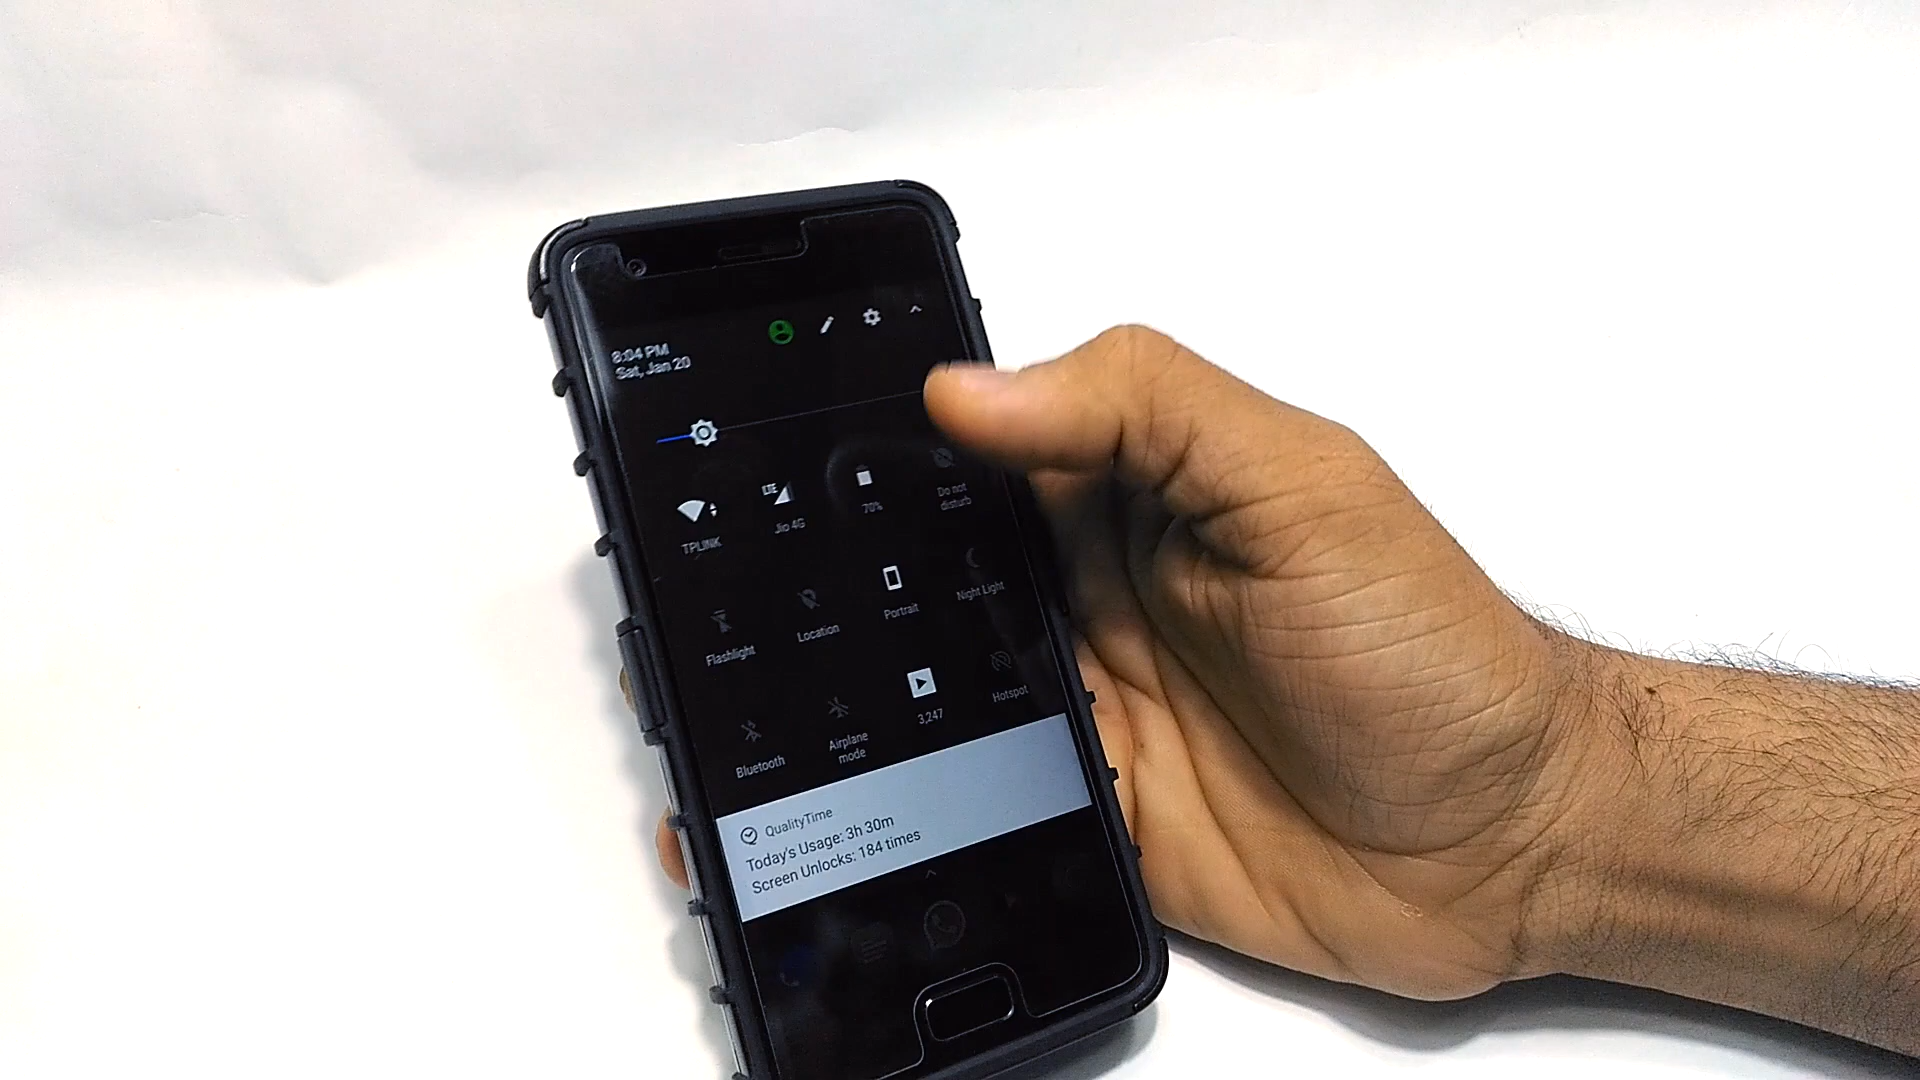 8:04 PM
Sat, Jan 20
LTE
TPLINK
Jio 4G
70%
Do not
disturb
Flashlight
Location
Portrait
Night Light
Bluetooth
Airplane
mode
3,247
Hotspot
QualityTime
Today's Usage: 3h 30m
Screen Unlocks: 184 times